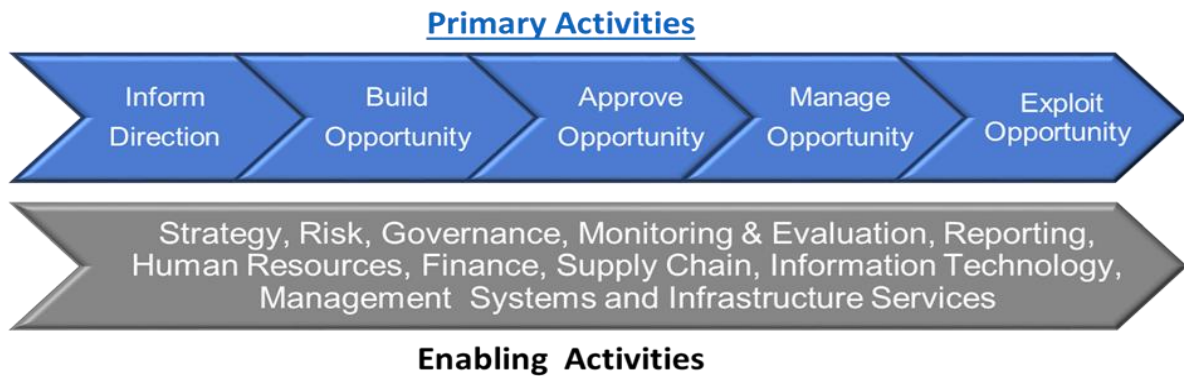 Primary Activities
Inform
Direction
Build
Opportunity
Approve
Opportunity
Manage
Opportunity
Exploit
Opportunity
Strategy, Risk, Governance, Monitoring & Evaluation, Reporting,
Human Resources, Finance, Supply Chain, Information Technology,
Management Systems and Infrastructure Services
Enabling Activities